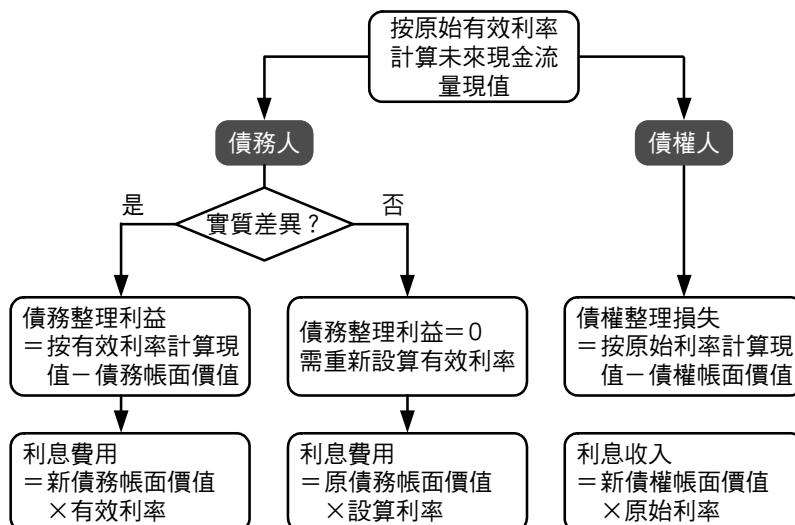 按原始有效利率
計算未來現金流
量現值
債務人
債權人
是
實質差異？
否
債務整理利益
＝按有效利率計算現
值－債務帳面價值
債務整理利益＝0
需重新設算有效利率
債權整理損失
＝按原始利率計算現
值－債權帳面價值
利息費用
＝新債務帳面價值
×有效利率
利息費用
＝原債務帳面價值
×設算利率
利息收入
＝新債權帳面價值
×原始利率